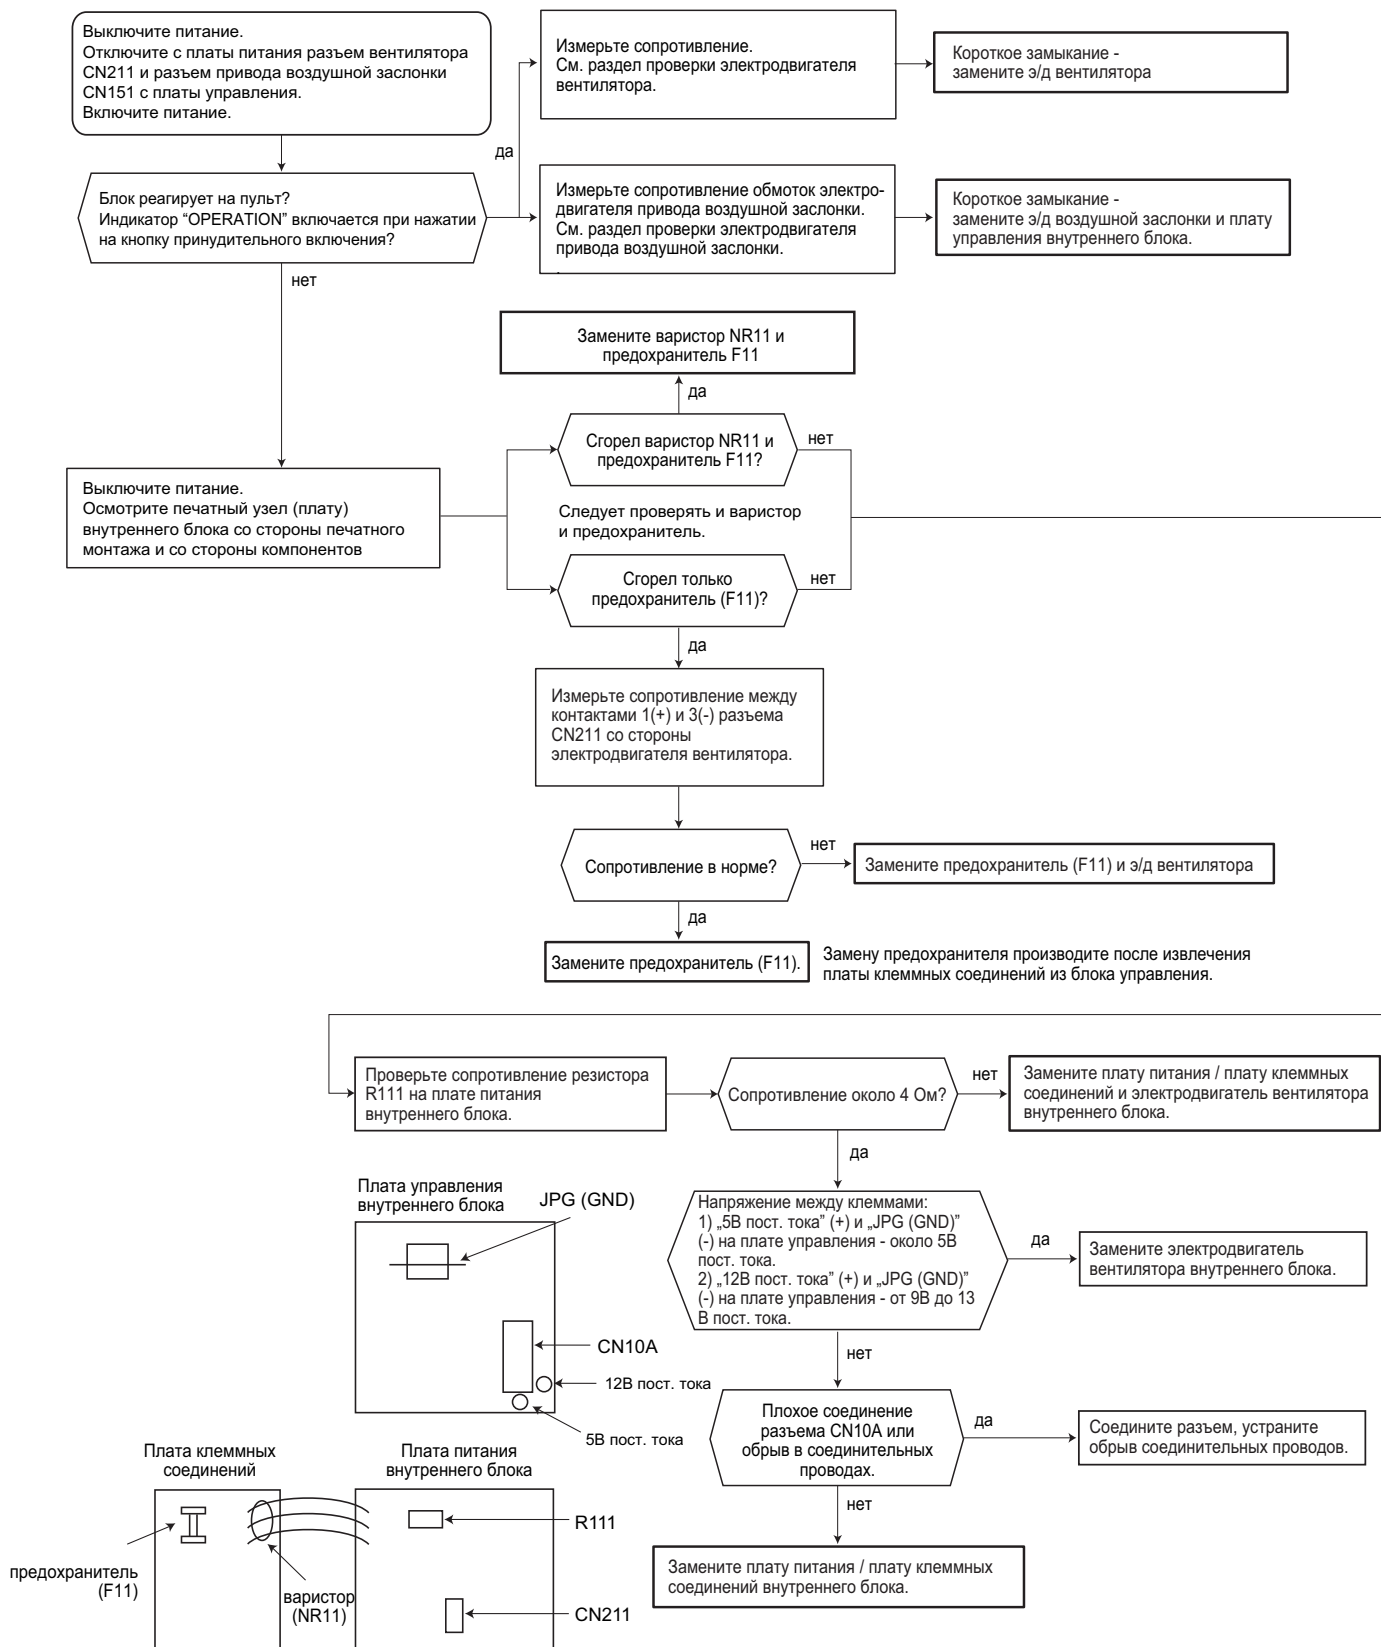 Выключите питание.
Отключите с платы питания разъем вентилятора
CN211 и разъем привода воздушной заслонки
CN151 с платы управления.
Включите питание.
Измерьте сопротивление.
См. раздел проверки электродвигателя
вентилятора.
Короткое замыкание -
замените э/д вентилятора
да
Блок реагирует на пульт?
Индикатор “OPERATION” включается при нажатии
на кнопку принудительного включения?
Измерьте сопротивление обмоток электро-
двигателя привода воздушной заслонки.
См. раздел проверки электродвигателя
привода воздушной заслонки.
.
Короткое замыкание -
замените э/д воздушной заслонки и плату
управления внутреннего блока.
нет
Замените варистор NR11 и
предохранитель F11
да
Сгорел варистор NR11 и
предохранитель F11?
нет
Выключите питание.
Осмотрите печатный узел (плату)
внутреннего блока со стороны печатного
монтажа и со стороны компонентов
Следует проверять и варистор
и предохранитель.
Сгорел только
предохранитель (F11)?
нет
да
Измерьте сопротивление между
контактами 1(+) и 3(-) разъема
CN211 со стороны
электродвигателя вентилятора.
Сопротивление в норме?
нет
Замените предохранитель (F11) и э/д вентилятора
да
Замените предохранитель (F11).
Замену предохранителя производите после извлечения
платы клеммных соединений из блока управления.
Проверьте сопротивление резистора
R111 на плате питания
внутреннего блока.
Сопротивление около 4 Ом?
нет
Замените плату питания / плату клеммных
соединений и электродвигатель вентилятора
внутреннего блока.
да
Напряжение между клеммами:
1) „5В пост. тока” (+) и „JPG (GND)”
(-) на плате управления - около 5В
пост. тока.
2) „12В пост. тока” (+) и „JPG (GND)”
(-) на плате управления - от 9В до 13
В пост. тока.
да
Замените электродвигатель
вентилятора внутреннего блока.
нет
Плохое соединение
разъема CN10A или
обрыв в соединительных
проводах.
да
Соедините разъем, устраните
обрыв соединительных проводов.
нет
Замените плату питания / плату клеммных
соединений внутреннего блока.
Плата управления
внутреннего блока
JPG (GND)
CN10A
12В пост. тока
5В пост. тока
Плата клеммных
соединений
Плата питания
внутреннего блока
R111
предохранитель
(F11)
варистор
(NR11)
CN211